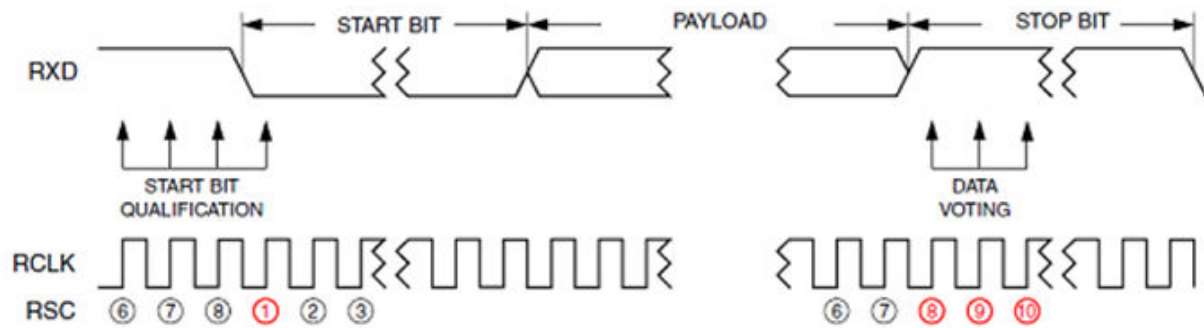 START BIT PAYLOAD STOP BIT
RXD
START BIT DATA
QUALIFICATION VOTING
RCLK
RSC 6 7 8 1 2 3 6 7 8 9 10